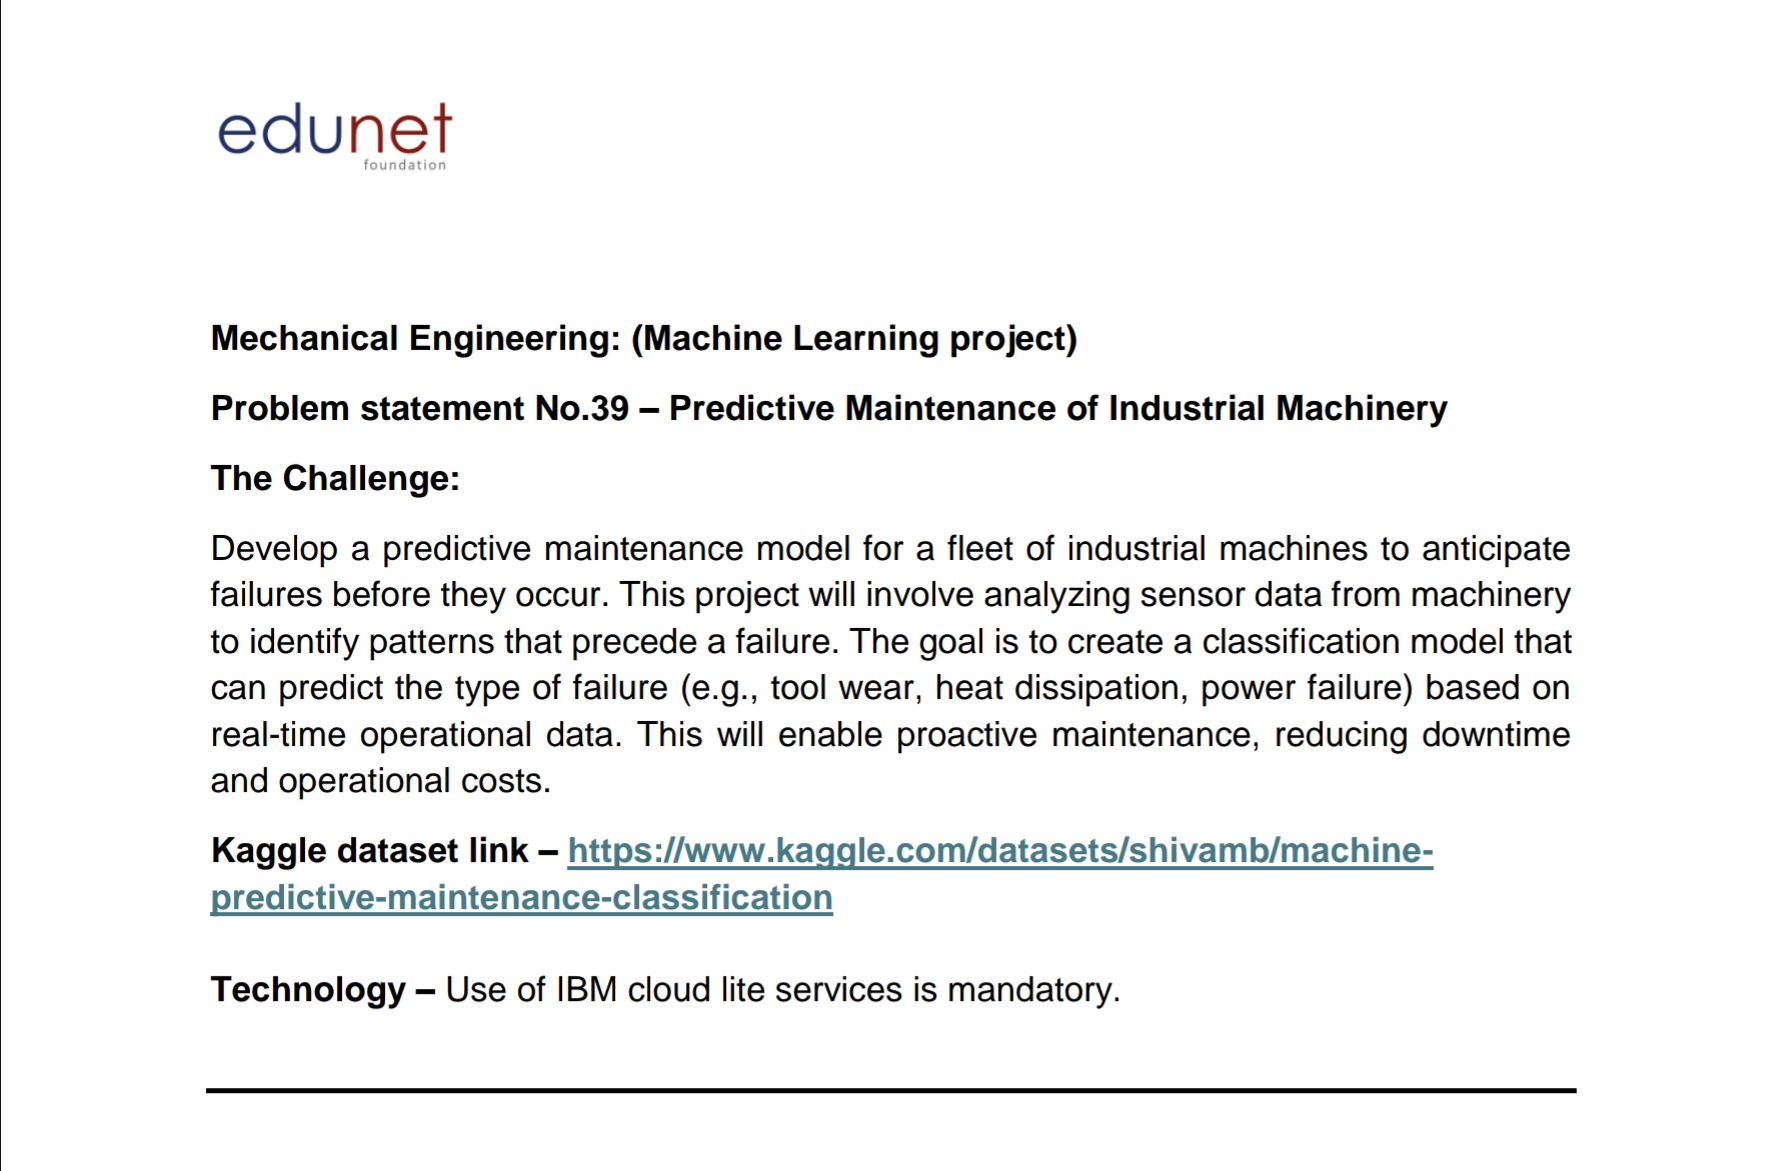 edunet
foundation
Mechanical Engineering: (Machine Learning project)
Problem statement No.39 – Predictive Maintenance of Industrial Machinery
The Challenge:
Develop a predictive maintenance model for a fleet of industrial machines to anticipate
failures before they occur. This project will involve analyzing sensor data from machinery
to identify patterns that precede a failure. The goal is to create a classification model that
can predict the type of failure (e.g., tool wear, heat dissipation, power failure) based on
real-time operational data. This will enable proactive maintenance, reducing downtime
and operational costs.
Kaggle dataset link – https://www.kaggle.com/datasets/shivamb/machine-
predictive-maintenance-classification
Technology – Use of IBM cloud lite services is mandatory.